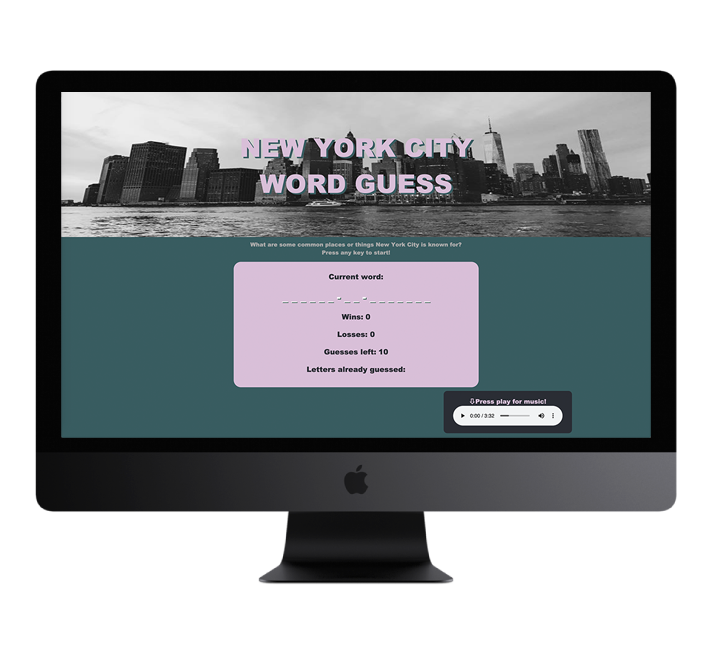 NEW YORK CITY
WORD GUESS
What are some common places or things New York City is known for?
Press any key to start!
Current word:
_ _ _ _ _ _ - _ _ - _ _ _ _ _ _ _
Wins: 0
Losses: 0
Guesses left: 10
Letters already guessed:
⇩Press play for music!
0:00 / 3:32